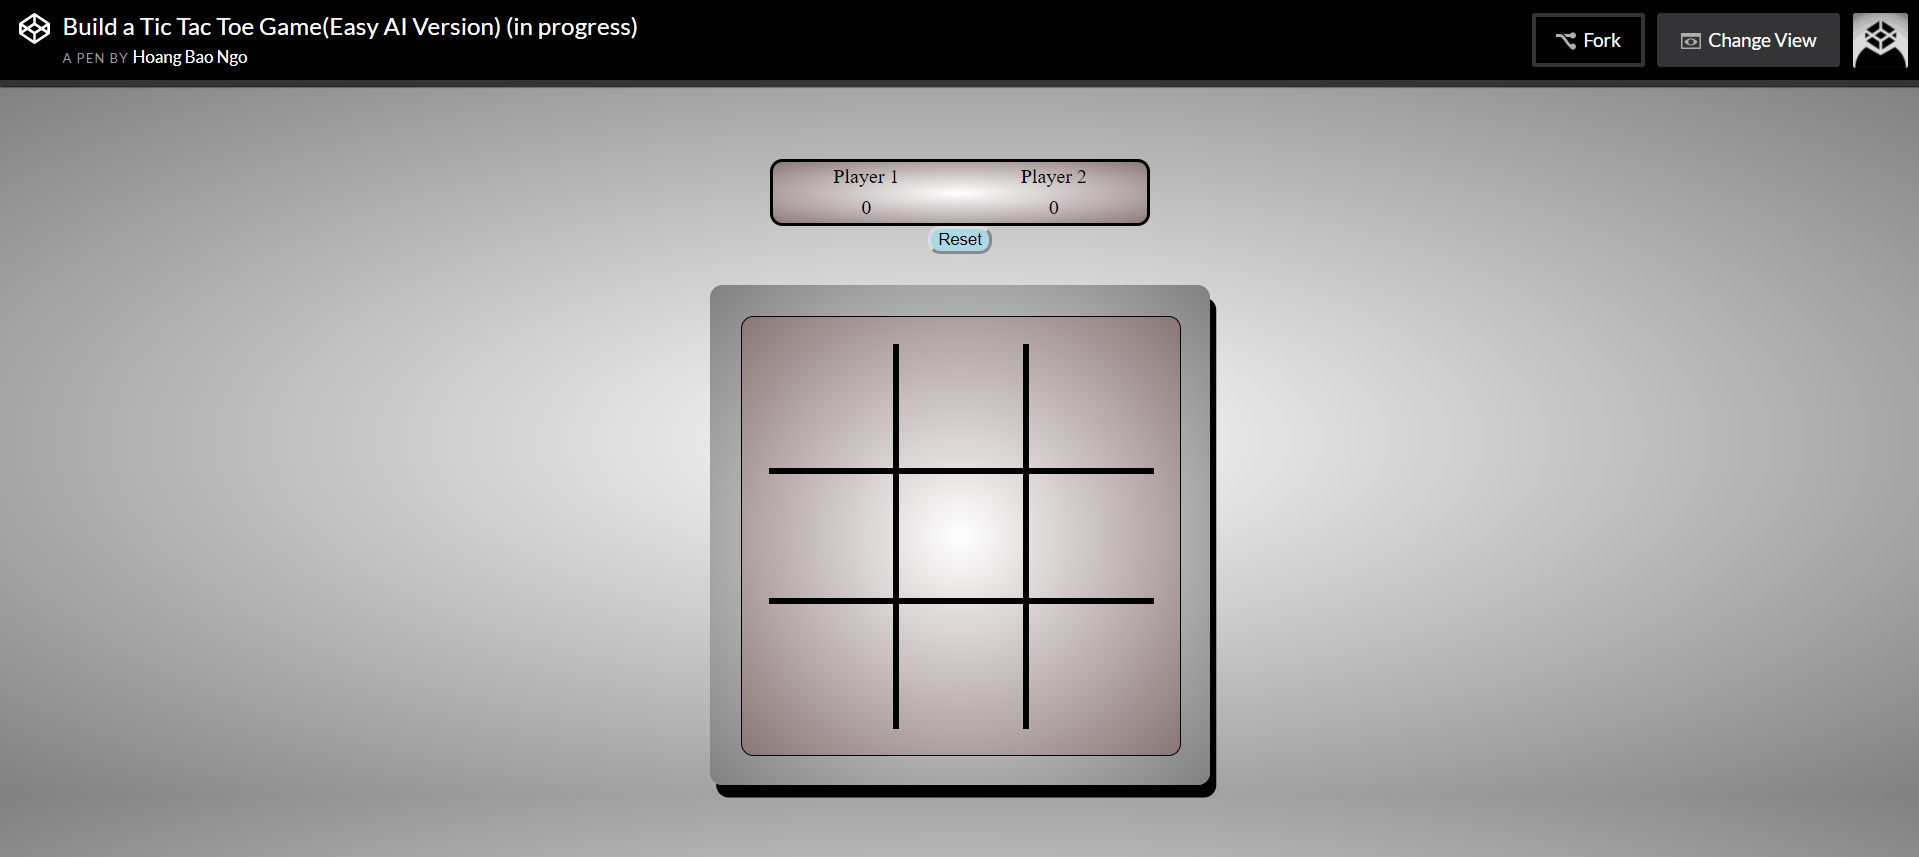 Build a Tic Tac Toe Game(Easy AI Version) (in progress)
A PEN BY Hoang Bao Ngo
Fork
Change View
Player 1 Player 2
0 0
Reset